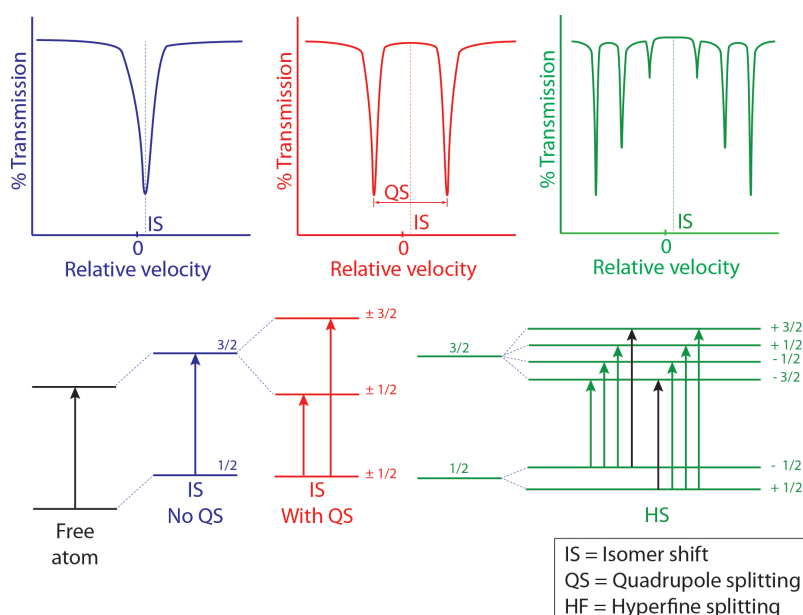 % Transmission
IS
0
Relative velocity
% Transmission
QS
IS
0
Relative velocity
% Transmission
IS
0
Relative velocity
Free
atom
3/2
1/2
IS
No QS
± 3/2
± 1/2
± 1/2
IS
With QS
3/2
1/2
+ 3/2
+ 1/2
- 1/2
- 3/2
- 1/2
+ 1/2
HS
IS = Isomer shift
QS = Quadrupole splitting
HF = Hyperfine splitting